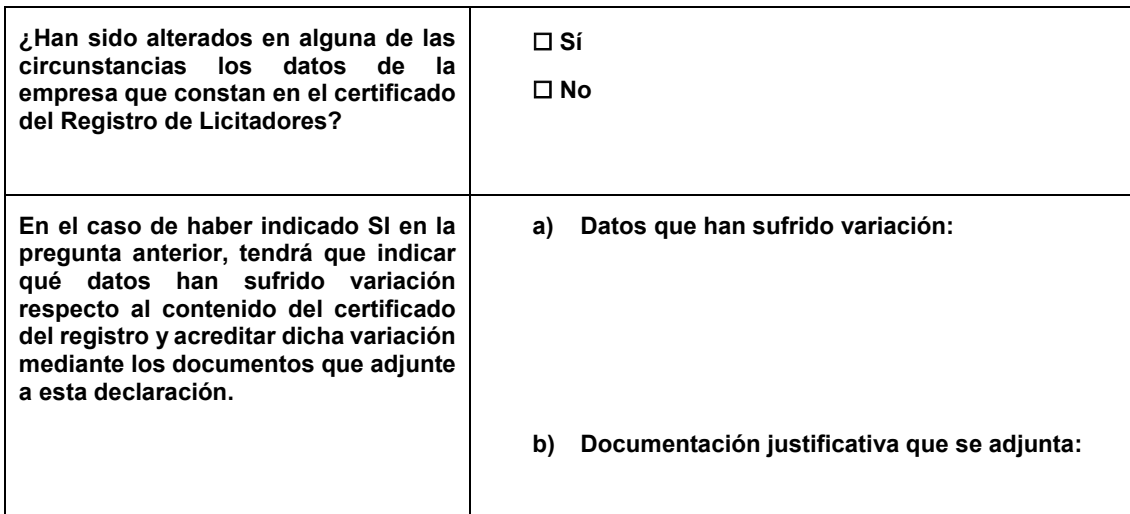 ¿Han sido alterados en alguna de las
circunstancias los datos de la
empresa que constan en el certificado
del Registro de Licitadores?
☐ Sí
☐ No
En el caso de haber indicado SI en la
pregunta anterior, tendrá que indicar
qué datos han sufrido variación
respecto al contenido del certificado
del registro y acreditar dicha variación
mediante los documentos que adjunte
a esta declaración.
a) Datos que han sufrido variación:
b) Documentación justificativa que se adjunta: